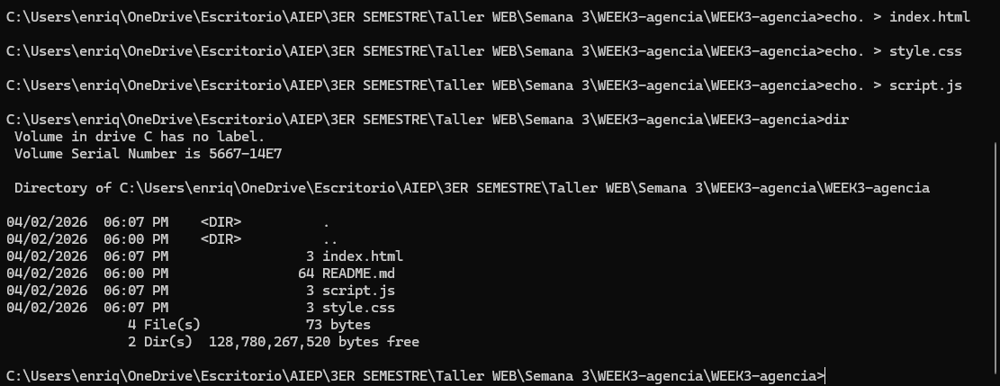 C:\Users\enriq\OneDrive\Escritorio\AIEP\3ER SEMESTRE\Taller WEB\Semana 3\WEEK3-agencia\WEEK3-agencia>echo. > index.html
C:\Users\enriq\OneDrive\Escritorio\AIEP\3ER SEMESTRE\Taller WEB\Semana 3\WEEK3-agencia\WEEK3-agencia>echo. > style.css
C:\Users\enriq\OneDrive\Escritorio\AIEP\3ER SEMESTRE\Taller WEB\Semana 3\WEEK3-agencia\WEEK3-agencia>echo. > script.js
C:\Users\enriq\OneDrive\Escritorio\AIEP\3ER SEMESTRE\Taller WEB\Semana 3\WEEK3-agencia\WEEK3-agencia>dir
 Volume in drive C has no label.
 Volume Serial Number is 5667-14E7
 Directory of C:\Users\enriq\OneDrive\Escritorio\AIEP\3ER SEMESTRE\Taller WEB\Semana 3\WEEK3-agencia\WEEK3-agencia
04/02/2026  06:07 PM    <DIR>          .
04/02/2026  06:00 PM    <DIR>          ..
04/02/2026  06:07 PM                 3 index.html
04/02/2026  06:00 PM                64 README.md
04/02/2026  06:07 PM                 3 script.js
04/02/2026  06:07 PM                 3 style.css
               4 File(s)             73 bytes
               2 Dir(s)  128,780,267,520 bytes free
C:\Users\enriq\OneDrive\Escritorio\AIEP\3ER SEMESTRE\Taller WEB\Semana 3\WEEK3-agencia\WEEK3-agencia>